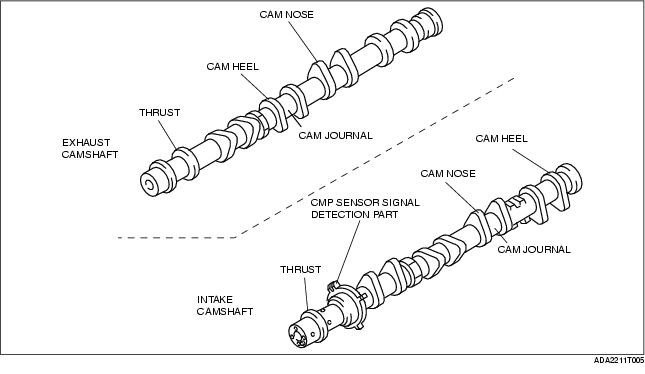 CAM NOSE
CAM HEEL
THRUST
CAM JOURNAL
EXHAUST
CAMSHAFT
CAM HEEL
CAM NOSE
CMP SENSOR SIGNAL
DETECTION PART
CAM JOURNAL
THRUST
INTAKE
CAMSHAFT
ADA2211T005